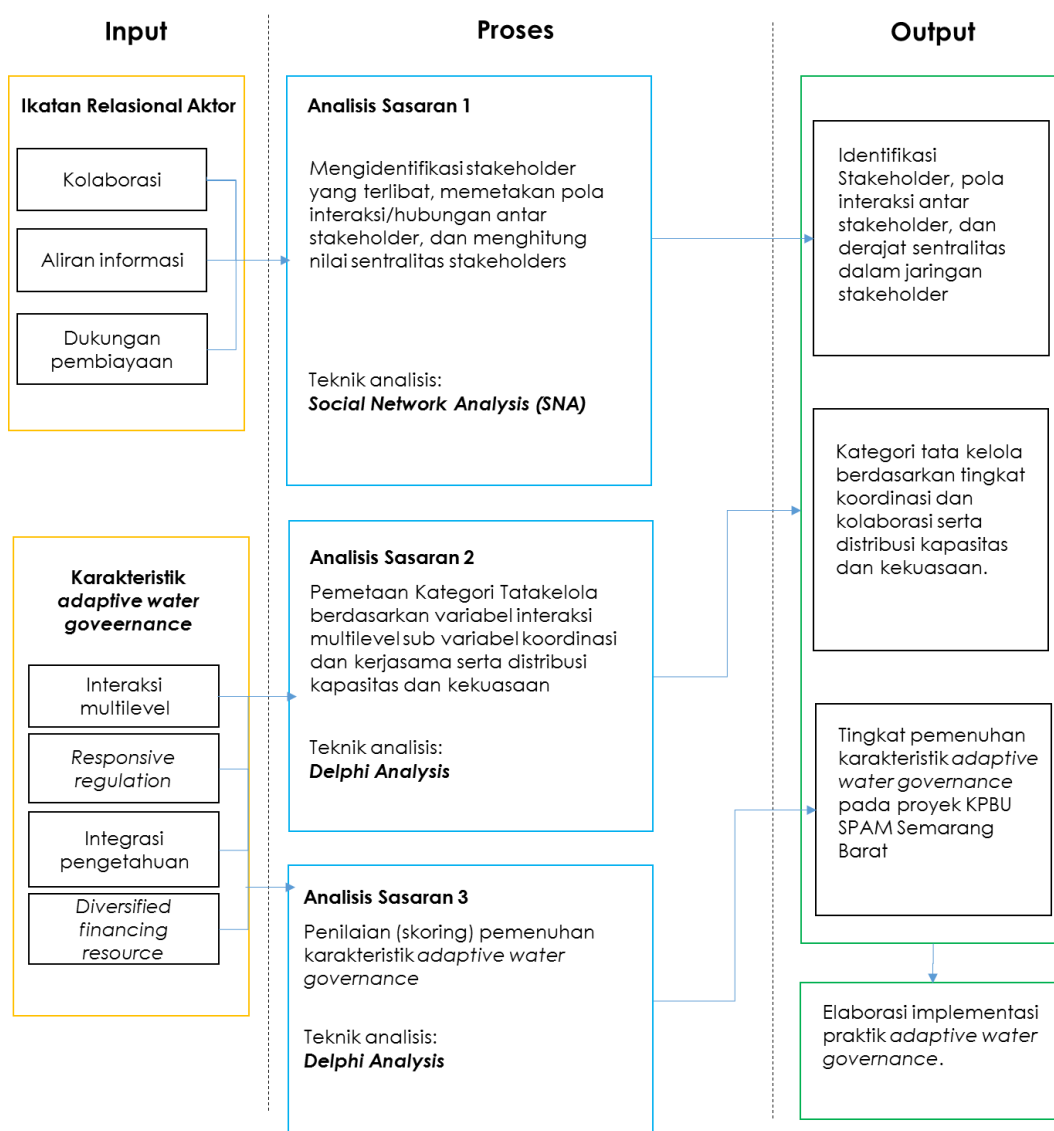 Input
Proses
Output
Ikatan Relasional Aktor
Kolaborasi
Aliran informasi
Dukungan
pembiayaan
Analisis Sasaran 1
Mengidentifikasi stakeholder
yang terlibat, memetakan pola
interaksi/hubungan antar
stakeholder, dan menghitung
nilai sentralitas stakeholders
Teknik analisis:
Social Network Analysis (SNA)
Identifikasi
Stakeholder, pola
interaksi antar
stakeholder, dan
derajat sentralitas
dalam jaringan
stakeholder
Karakteristik
adaptive water
goveernance
Interaksi
multilevel
Responsive
regulation
Integrasi
pengetahuan
Diversified
financing
resource
Analisis Sasaran 2
Pemetaan Kategori Tatakelola
berdasarkan variabel interaksi
multilevel sub variabel koordinasi
dan kerjasama serta distribusi
kapasitas dan kekuasaan
Teknik analisis:
Delphi Analysis
Kategori tata kelola
berdasarkan tingkat
koordinasi dan
kolaborasi serta
distribusi kapasitas
dan kekuasaan.
Analisis Sasaran 3
Penilaian (skoring) pemenuhan
karakteristik adaptive water
governance
Teknik analisis:
Delphi Analysis
Tingkat pemenuhan
karakteristik adaptive
water governance
pada proyek KPBU
SPAM Semarang
Barat
Elaborasi implementasi
praktik adaptive water
governance.